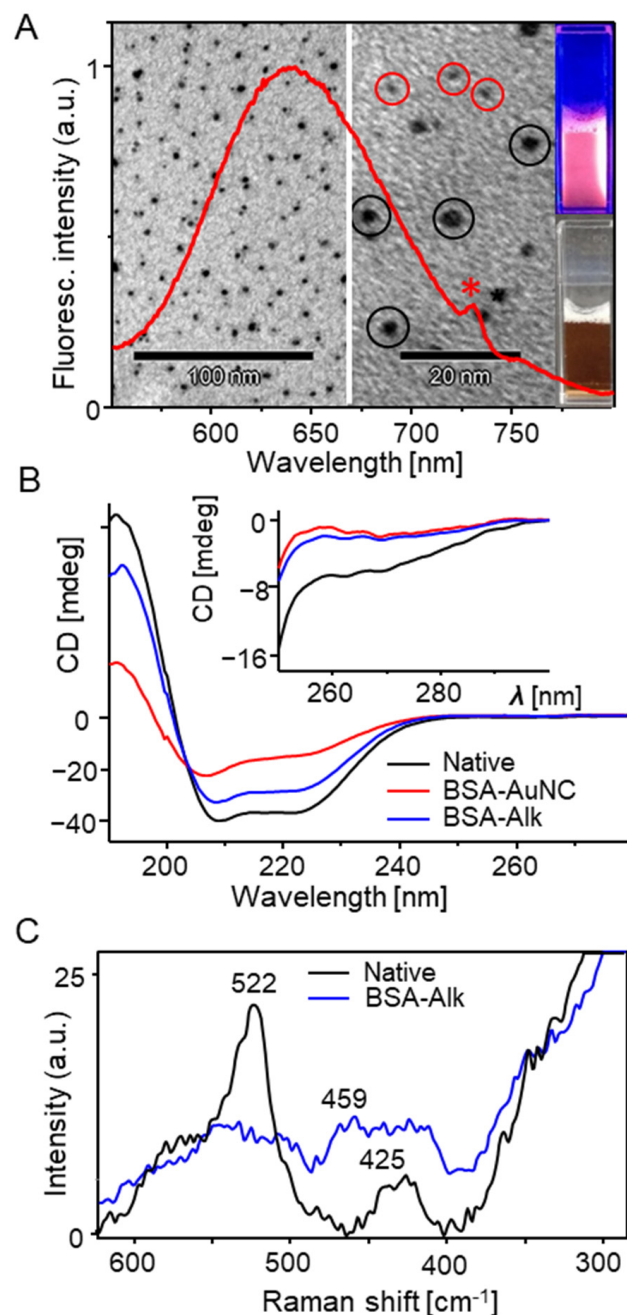 A
Fluoresc. intensity (a.u.)
1
0
*
*
100 nm
20 nm
600
650
700
750
Wavelength [nm]
B
CD [mdeg]
0
−20
−40
CD [mdeg]
0
−8
−16
260
280
λ [nm]
Native
BSA-AuNC
BSA-Alk
200
220
240
260
Wavelength [nm]
C
Intensity (a.u.)
25
0
Native
BSA-Alk
522
459
425
600
500
400
300
Raman shift [cm⁻¹]